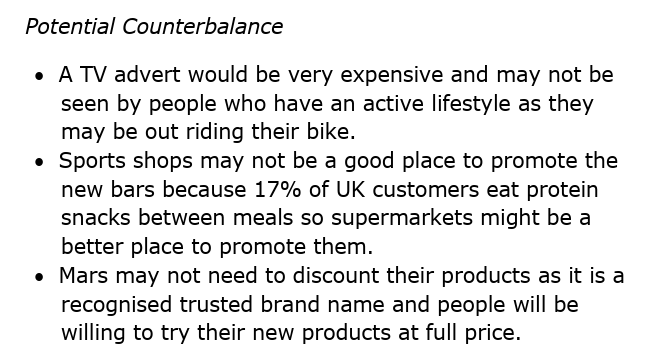 Potential Counterbalance
• A TV advert would be very expensive and may not be
seen by people who have an active lifestyle as they
may be out riding their bike.
• Sports shops may not be a good place to promote the
new bars because 17% of UK customers eat protein
snacks between meals so supermarkets might be a
better place to promote them.
• Mars may not need to discount their products as it is a
recognised trusted brand name and people will be
willing to try their new products at full price.